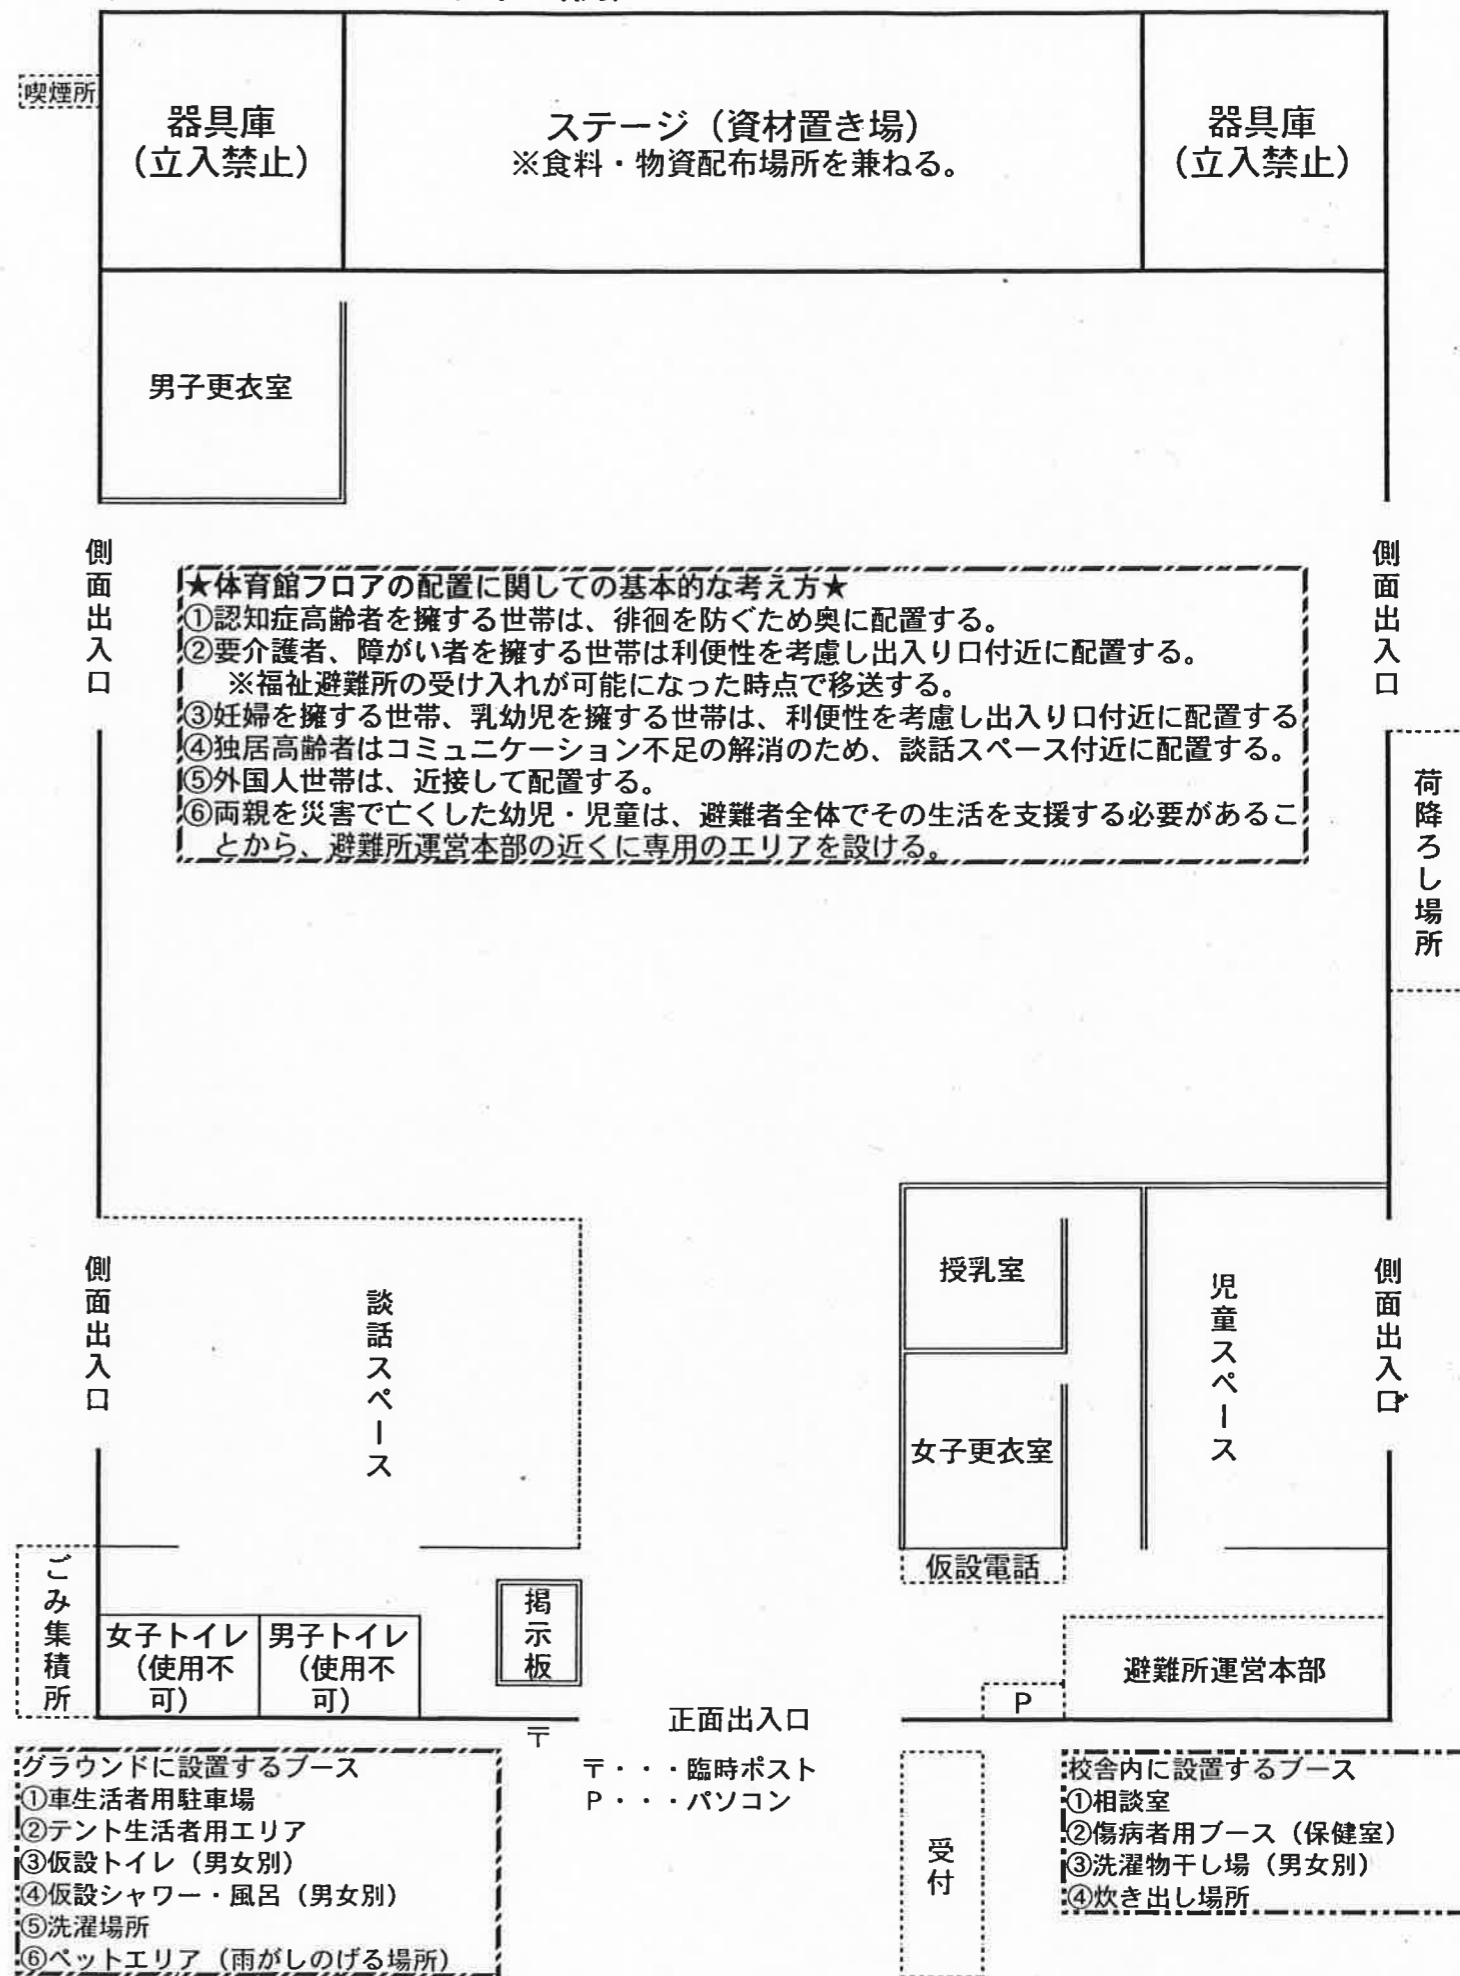 喫煙所
器具庫
（立入禁止）
ステージ（資材置き場）
※食料・物資配布場所を兼ねる。
器具庫
（立入禁止）
男子更衣室
側面出入口
側面出入口
★体育館フロアの配置に関しての基本的な考え方★
①認知症高齢者を擁する世帯は、徘徊を防ぐため奥に配置する。
②要介護者、障がい者を擁する世帯は利便性を考慮し出入り口付近に配置する。
※福祉避難所の受け入れが可能になった時点で移送する。
③妊婦を擁する世帯、乳幼児を擁する世帯は、利便性を考慮し出入り口付近に配置する
④独居高齢者はコミュニケーション不足の解消のため、談話スペース付近に配置する。
⑤外国人世帯は、近接して配置する。
⑥両親を災害で亡くした幼児・児童は、避難者全体でその生活を支援する必要があるこ
とから、避難所運営本部の近くに専用のエリアを設ける。
荷降ろし場所
側面出入口
談話スペース
授乳室
女子更衣室
児童スペース
側面出入口
仮設電話
ごみ集積所
女子トイレ
（使用不
可）
男子トイレ
（使用不
可）
掲示板
避難所運営本部
P
正面出入口
〒
〒・・・臨時ポスト
P・・・パソコン
受付
グラウンドに設置するブース
①車生活者用駐車場
②テント生活者用エリア
③仮設トイレ（男女別）
④仮設シャワー・風呂（男女別）
⑤洗濯場所
⑥ペットエリア（雨がしのげる場所）
校舎内に設置するブース
①相談室
②傷病者用ブース（保健室）
③洗濯物干し場（男女別）
④炊き出し場所